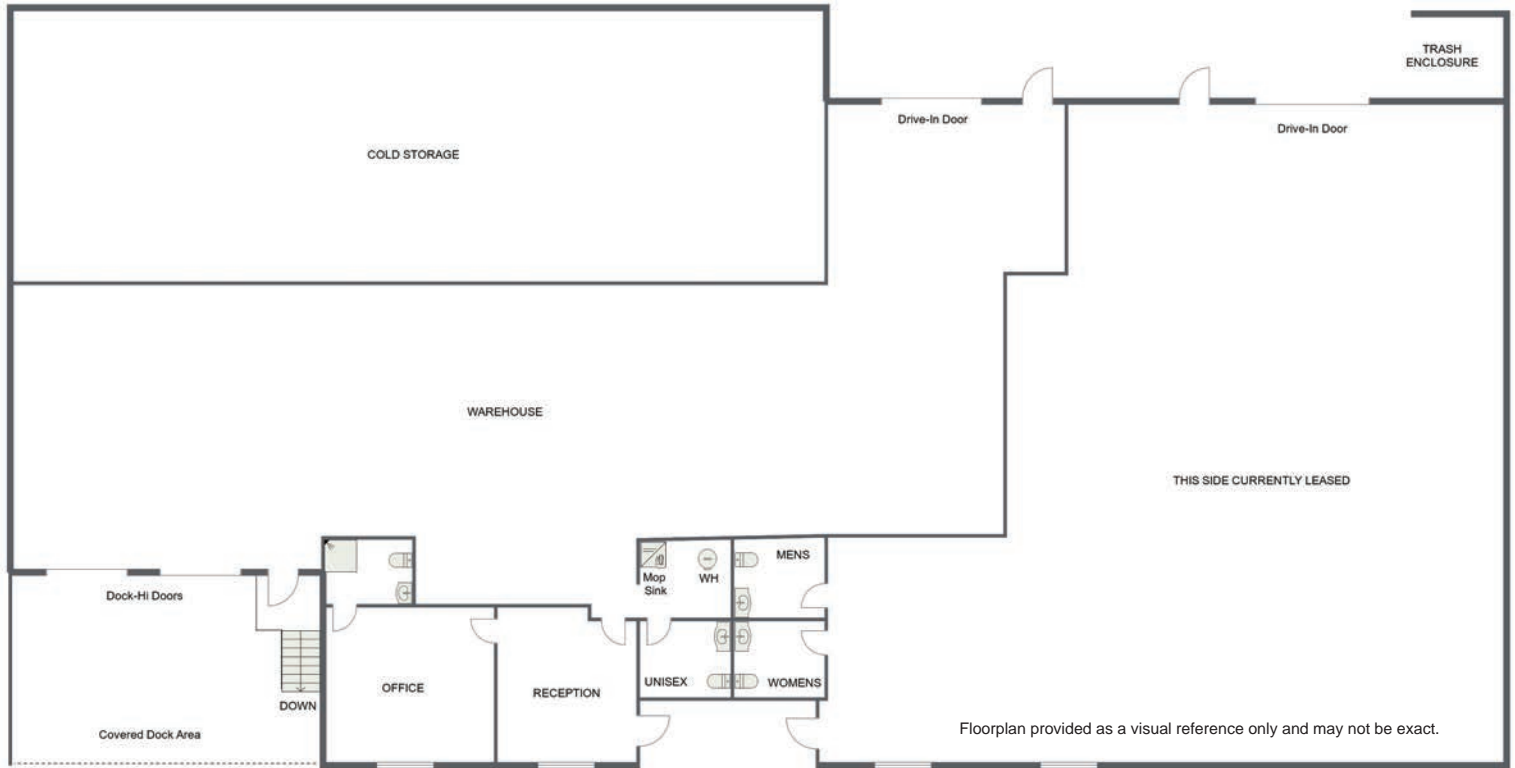 TRASH
ENCLOSURE
Drive-In Door
Drive-In Door
COLD STORAGE
WAREHOUSE
THIS SIDE CURRENTLY LEASED
MENS
Mop
Sink
WH
Dock-Hi Doors
UNISEX
WOMENS
OFFICE
RECEPTION
DOWN
Covered Dock Area
Floorplan provided as a visual reference only and may not be exact.